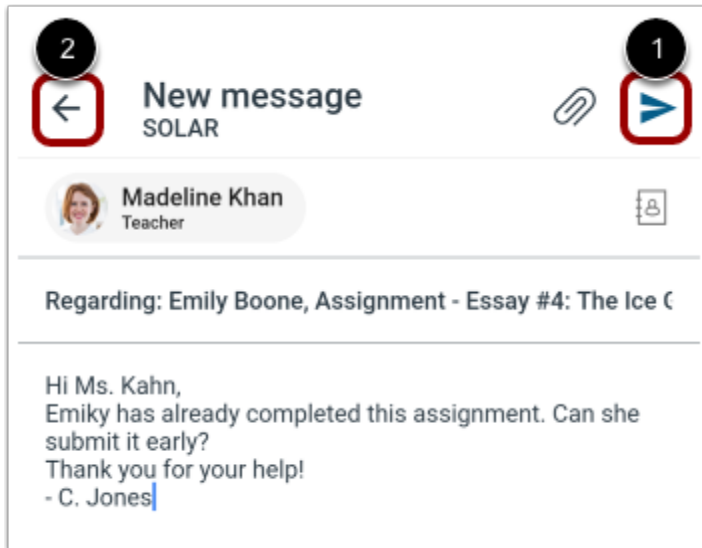 2
1
New message
SOLAR
Madeline Khan
Teacher
Regarding: Emily Boone, Assignment - Essay #4: The Ice
Hi Ms. Kahn,
Emiky has already completed this assignment. Can she
submit it early?
Thank you for your help!
- C. Jones